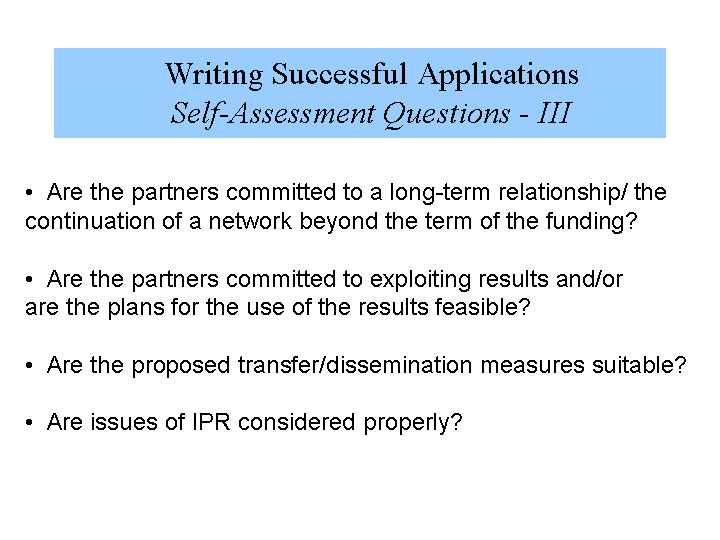 Writing Successful Applications
Self-Assessment Questions - III
• Are the partners committed to a long-term relationship/ the
continuation of a network beyond the term of the funding?
• Are the partners committed to exploiting results and/or
are the plans for the use of the results feasible?
• Are the proposed transfer/dissemination measures suitable?
• Are issues of IPR considered properly?